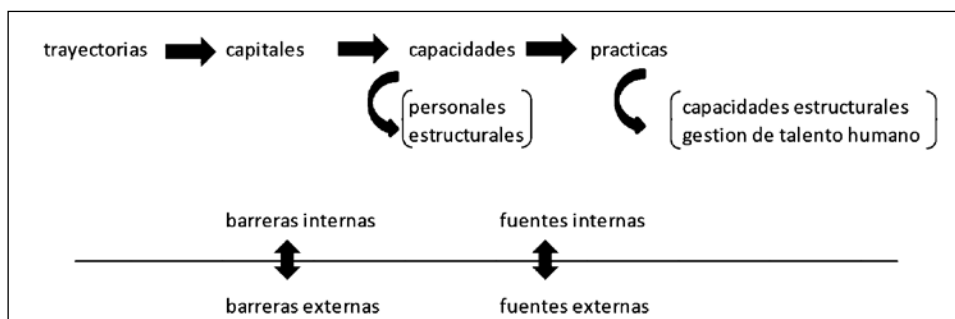 trayectorias capitales capacidades practicas
personales
estructurales
capacidades estructurales
gestion de talento humano
barreras internas fuentes internas
barreras externas fuentes externas